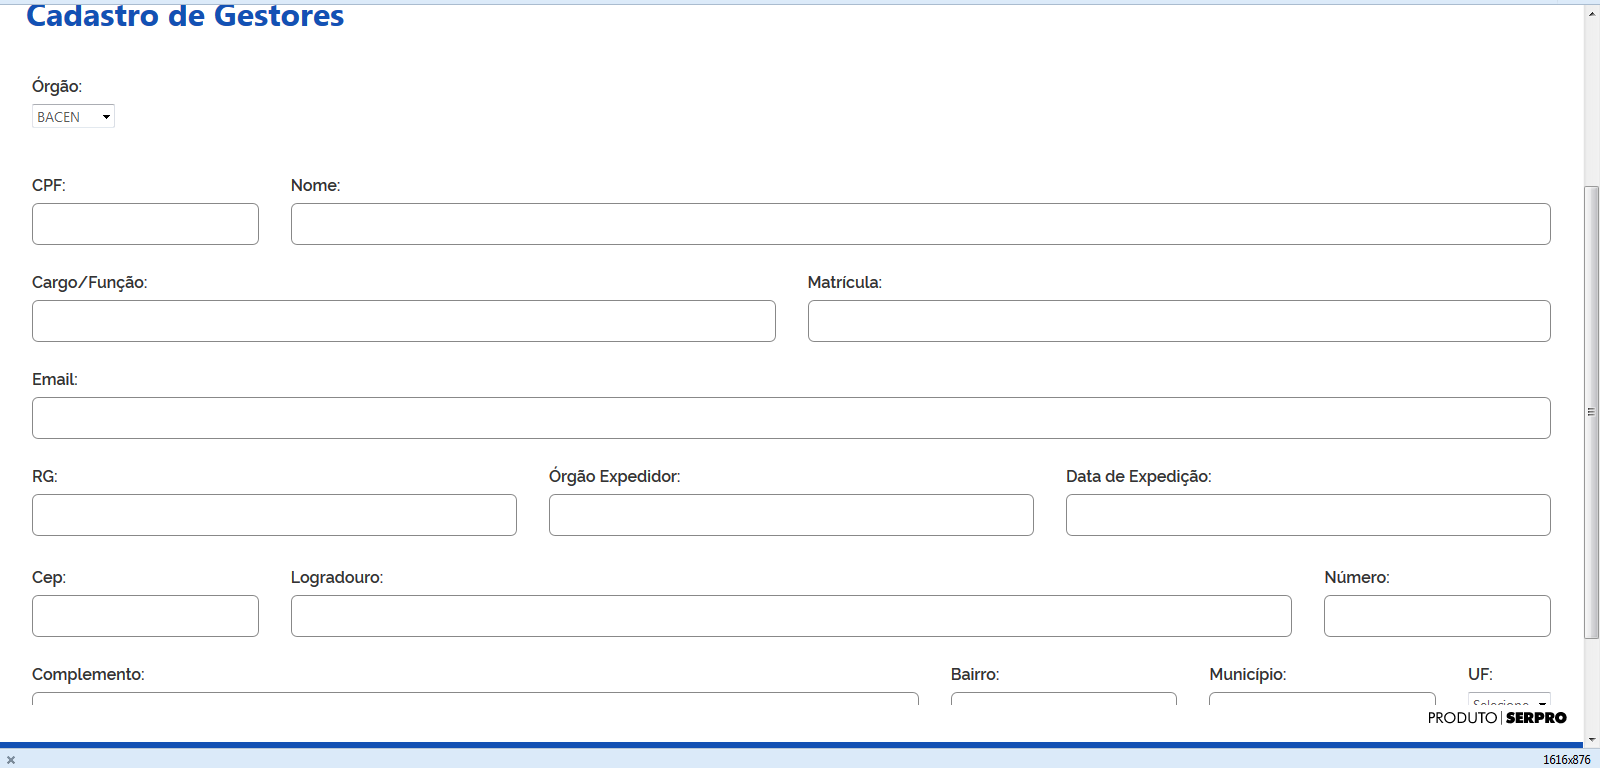 Cadastro de Gestores
Órgão:
BACEN
CPF: Nome:
Cargo/Função: Matrícula:
Email:
RG: Órgão Expedidor: Data de Expedição:
Cep: Logradouro: Número:
Complemento: Bairro: Município: UF:
Selecione
PRODUTO | SERPRO
1616x876